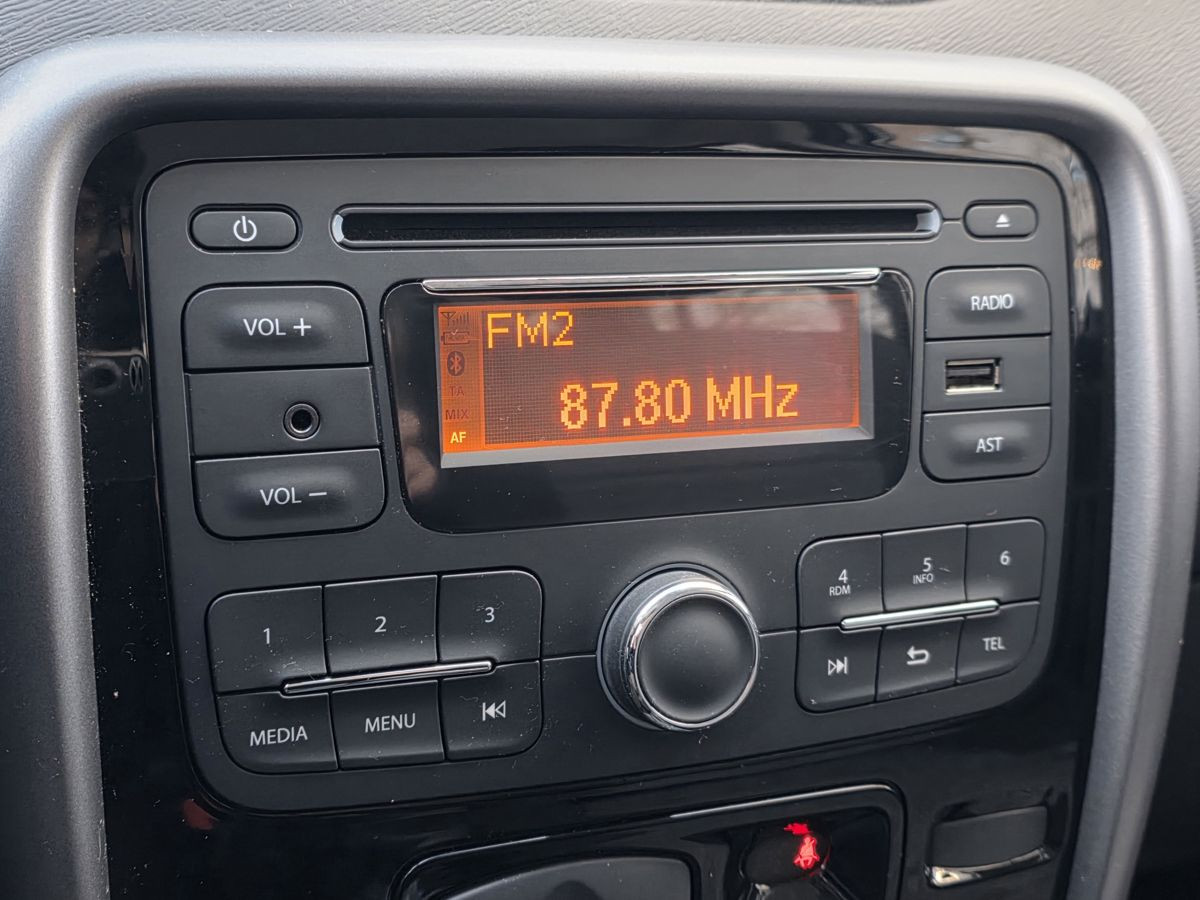 RADIO
VOL +
FM2
TA
MIX
AF
87.80 MHz
AST
VOL −
1
2
3
4
RDM
5
INFO
6
MEDIA
MENU
TEL